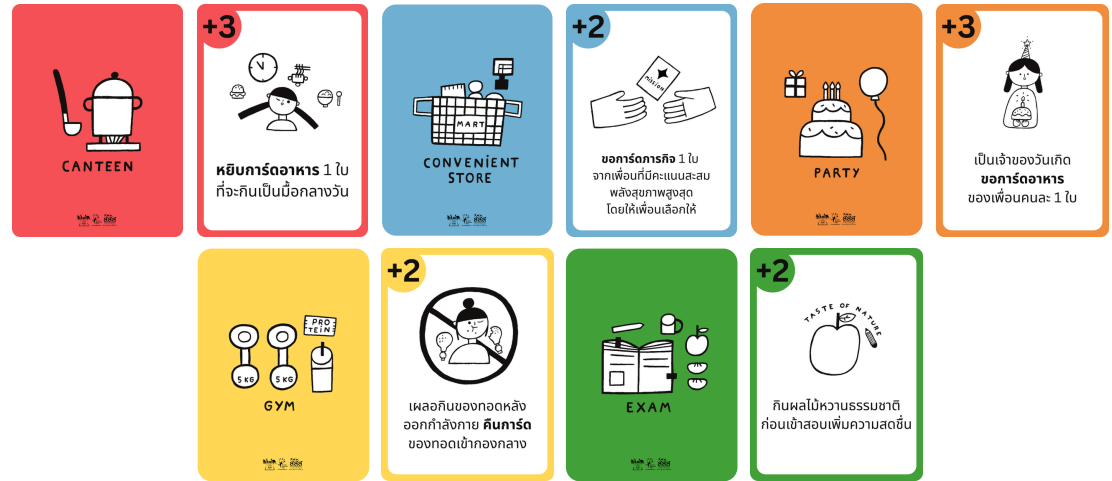 CANTEEN
+3
หยิบการ์ดอาหาร 1 ใบ
ที่จะกินเป็นมื้อกลางวัน
MART
CONVENIENT
STORE
+2
MISSION
ขอการ์ดภารกิจ 1 ใบ
จากเพื่อนที่มีคะแนนสะสม
พลังสุขภาพสูงสุด
โดยให้เพื่อนเลือกให้
PARTY
+3
เป็นเจ้าของวันเกิด
ขอการ์ดอาหาร
ของเพื่อนคนละ 1 ใบ
PRO
TEIN
5 KG
5 KG
GYM
+2
เผลอกินของทอดหลัง
ออกกำลังกาย คืนการ์ด
ของทอดเข้ากองกลาง
EXAM
+2
TASTE OF NATURE
กินผลไม้หวานธรรมชาติ
ก่อนเข้าสอบเพิ่มความสดชื่น